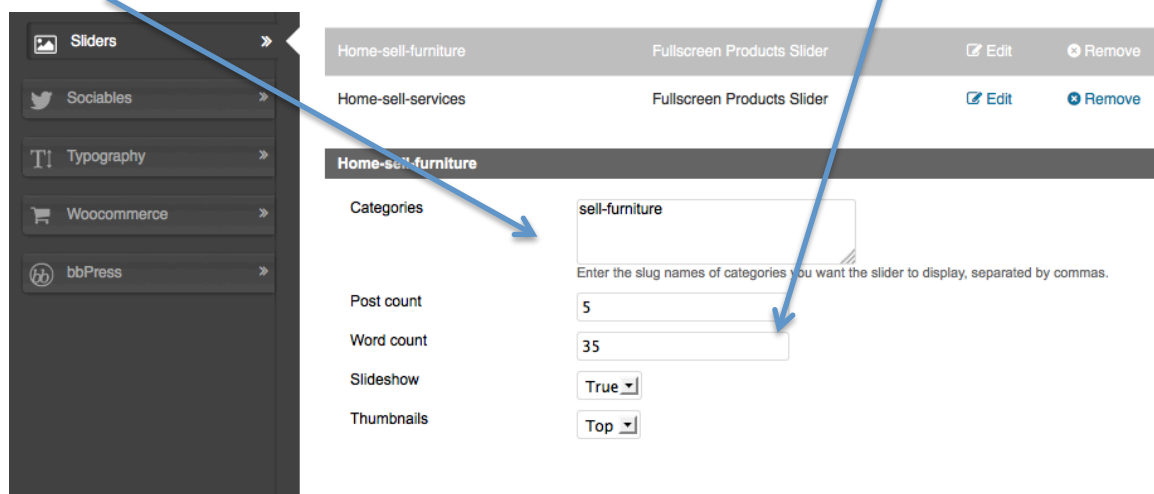 Sliders »
Sociables »
T↕ Typography »
Woocommerce »
bb bbPress »
Home-sell-furniture Fullscreen Products Slider Edit Remove
Home-sell-services Fullscreen Products Slider Edit Remove
Home-sell-furniture
Categories sell-furniture
Enter the slug names of categories you want the slider to display, separated by commas.
Post count 5
Word count 35
Slideshow True
Thumbnails Top